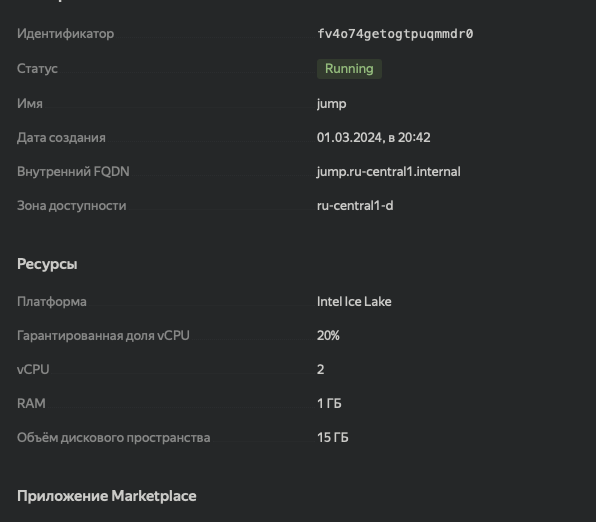 Идентификатор fv4o74getogtpuqmmdr0
Статус Running
Имя jump
Дата создания 01.03.2024, в 20:42
Внутренний FQDN jump.ru-central1.internal
Зона доступности ru-central1-d
Ресурсы
Платформа Intel Ice Lake
Гарантированная доля vCPU 20%
vCPU 2
RAM 1 ГБ
Объём дискового пространства 15 ГБ
Приложение Marketplace